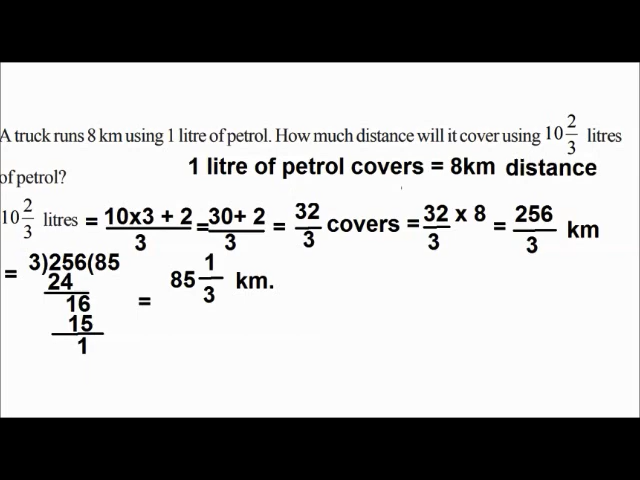 A truck runs 8 km using 1 litre of petrol. How much distance will it cover using 10 2/3 litres
of petrol? 1 litre of petrol covers = 8km distance
10 2/3 litres = 10x3 + 2/3 = 30+ 2/3 = 32/3 covers = 32/3 x 8 = 256/3 km
= 3)256(85 = 85 1/3 km.
24
16
15
1